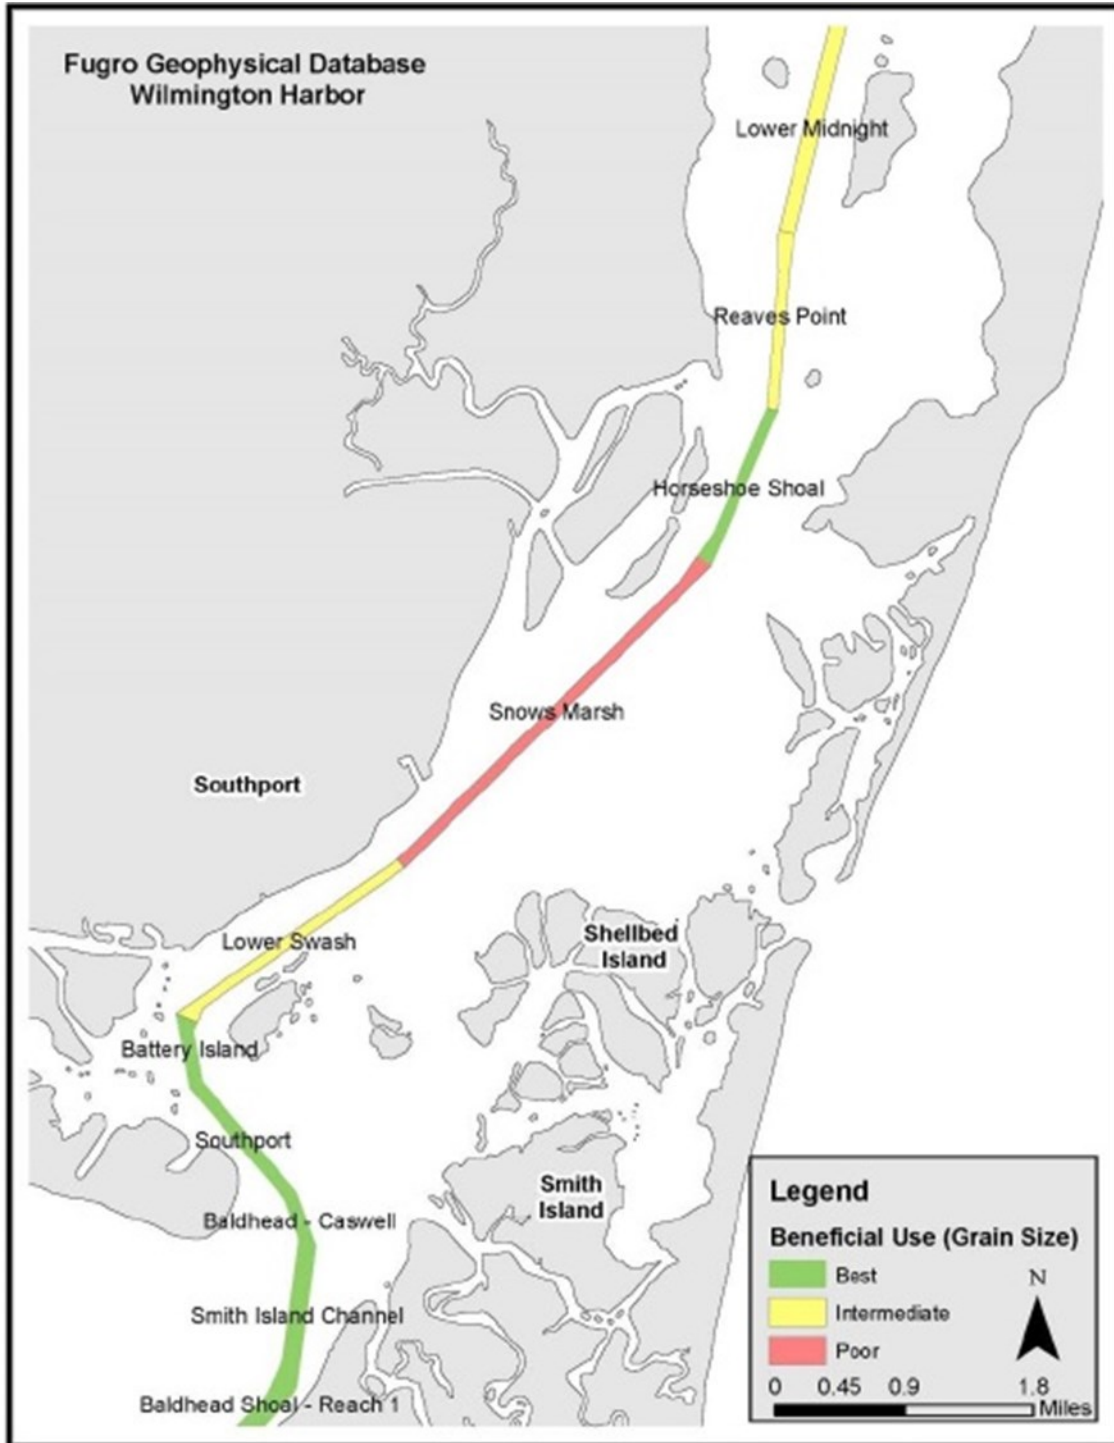 Fugro Geophysical Database
Wilmington Harbor
Lower Midnight
Reaves Point
Horseshoe Shoal
Snows Marsh
Southport
Lower Swash
Shellbed
Island
Battery Island
Southport
Smith
Island
Baldhead - Caswell
Smith Island Channel
Baldhead Shoal - Reach 1
Legend
Beneficial Use (Grain Size)
Best
Intermediate
Poor
N
0 0.45 0.9 1.8
Miles